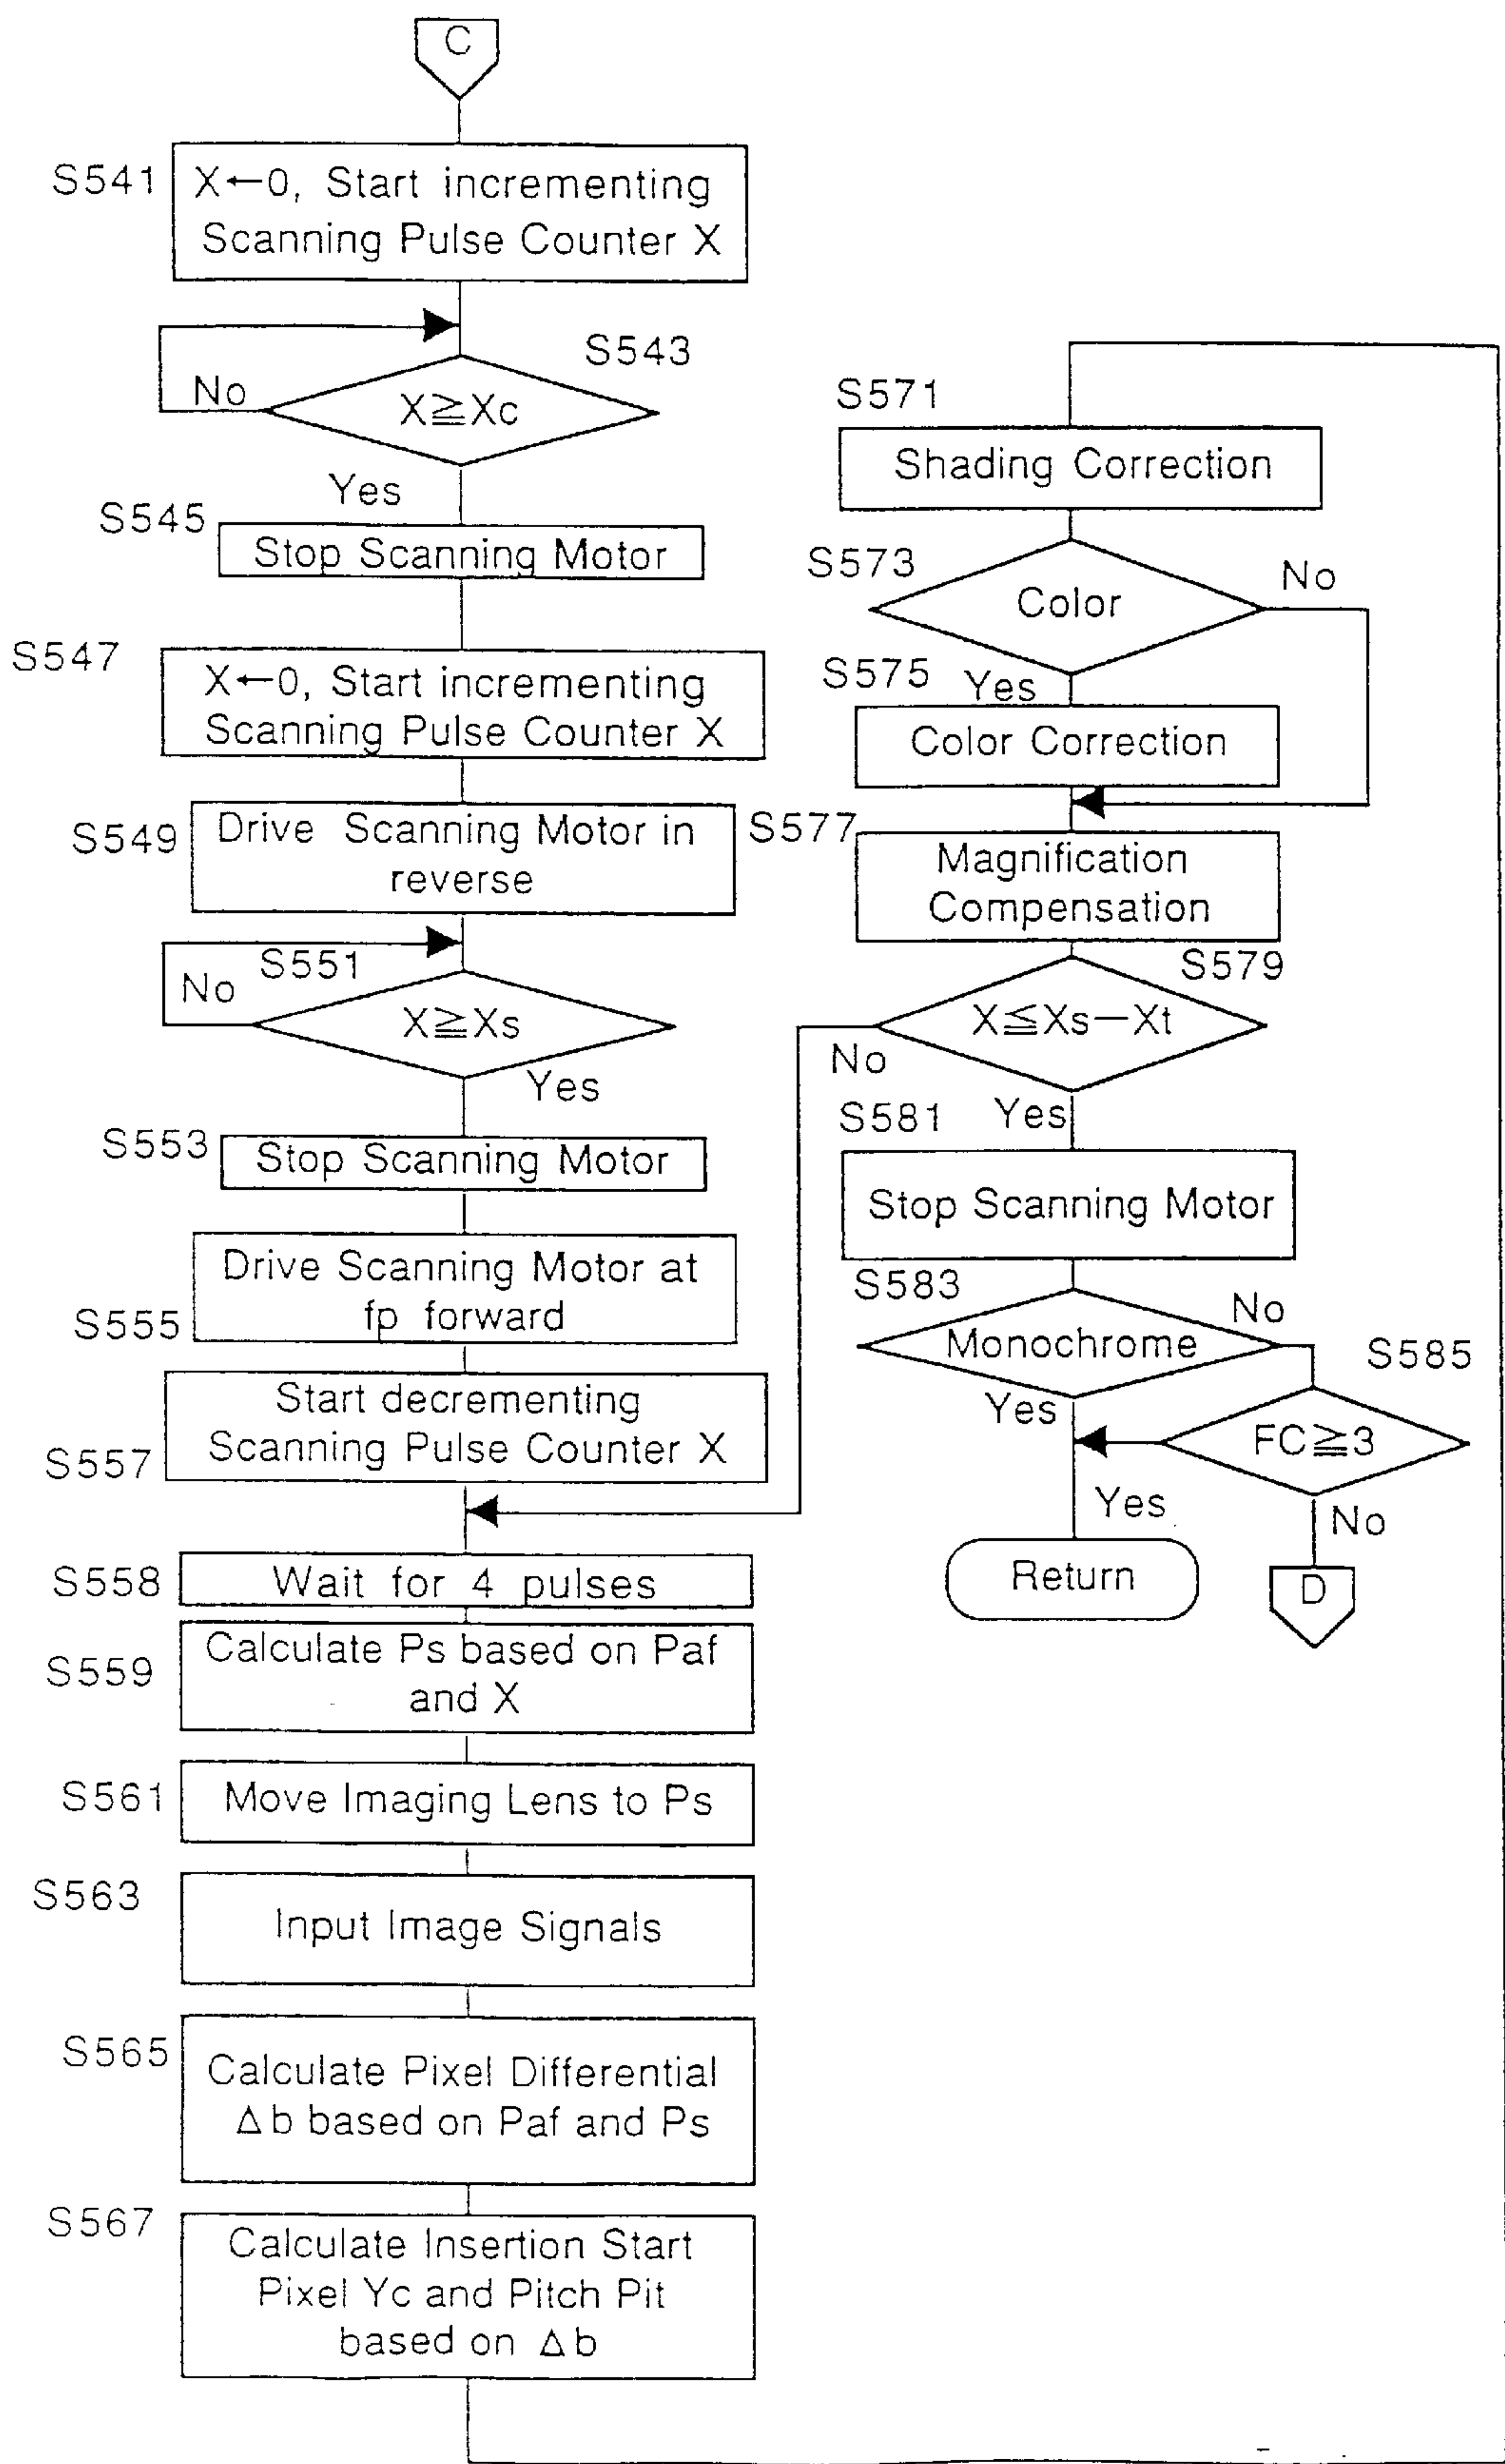 C
S541
X←0, Start incrementing
Scanning Pulse Counter X
S543
No
X≧Xc
Yes
S545
Stop Scanning Motor
S547
X←0, Start incrementing
Scanning Pulse Counter X
S549
Drive Scanning Motor in
reverse
S551
No
X≧Xs
Yes
S553
Stop Scanning Motor
Drive Scanning Motor at
fp forward
S555
Start decrementing
Scanning Pulse Counter X
S557
S558
Wait for 4 pulses
Calculate Ps based on Paf
and X
S559
S561
Move Imaging Lens to Ps
S563
Input Image Signals
S565
Calculate Pixel Differential
Δb based on Paf and Ps
S567
Calculate Insertion Start
Pixel Yc and Pitch Pit
based on Δb
S571
Shading Correction
S573
Color
No
S575
Yes
Color Correction
S577
Magnification
Compensation
S579
X≦Xs−Xt
No
Yes
S581
Stop Scanning Motor
S583
Monochrome
No
Yes
S585
FC≧3
Yes
No
Return
D